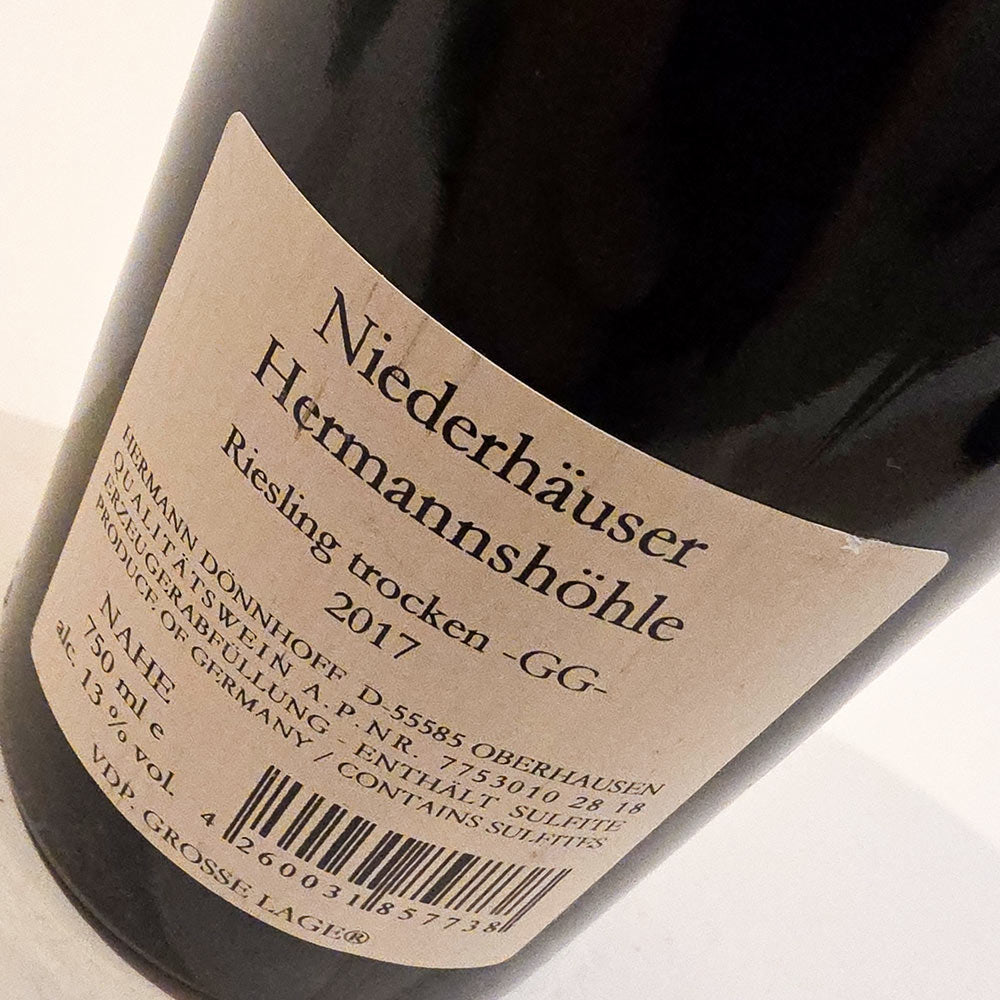 Niederhäuser
Hermannshöhle
Riesling trocken -GG-
2017
HERMANN DÖNNHOFF D-55585 OBERHAUSEN
QUALITÄTSWEIN A.P.NR. 7753010 28 18
ERZEUGERABFÜLLUNG - ENTHÄLT SULFITE
PRODUCE OF GERMANY / CONTAINS SULFITES
NAHE
750 ml e
alc. 13 % vol.
VDP. GROSSE LAGE®
4 260031 857738